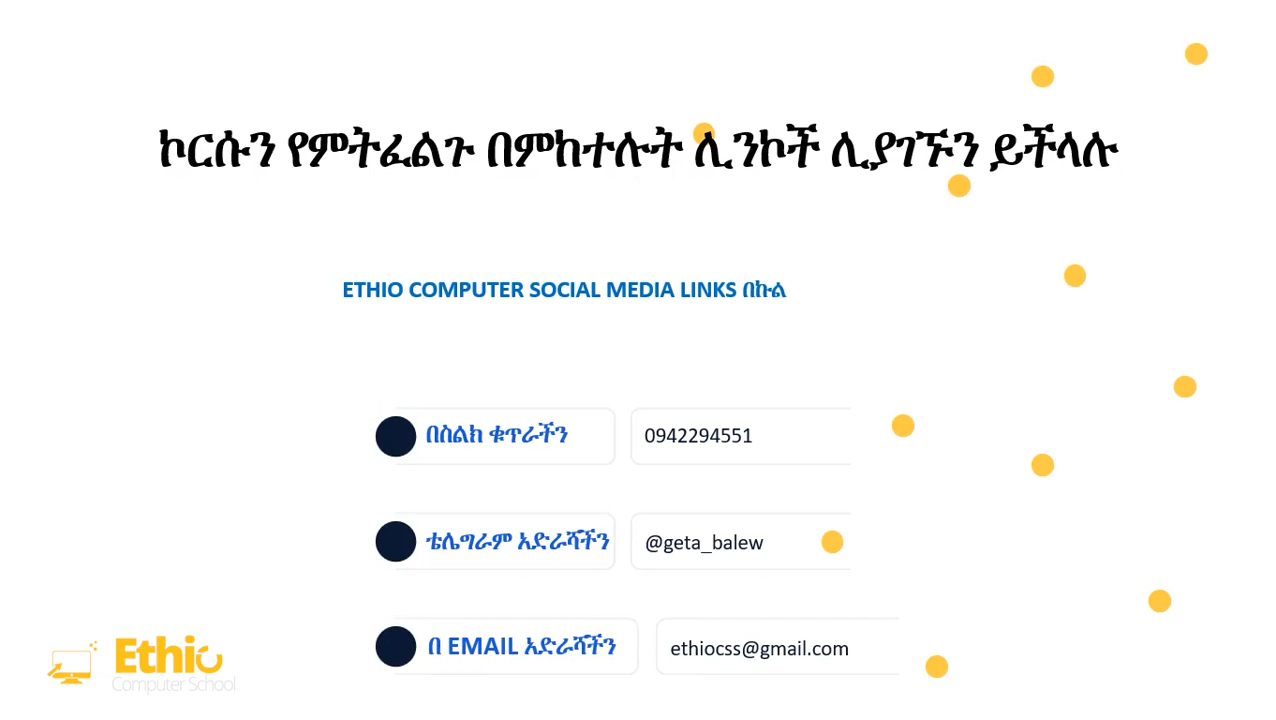 ኮርሱን የምትፈልጉ በምከተሉት ሊንኮች ሊያገኙን ይችላሉ
ETHIO COMPUTER SOCIAL MEDIA LINKS በኩል
በስልክ ቁጥራችን
0942294551
ቴሌግራም አድራሻችን
@geta_balew
በ EMAIL አድራሻችን
ethiocss@gmail.com
Ethio
Computer School